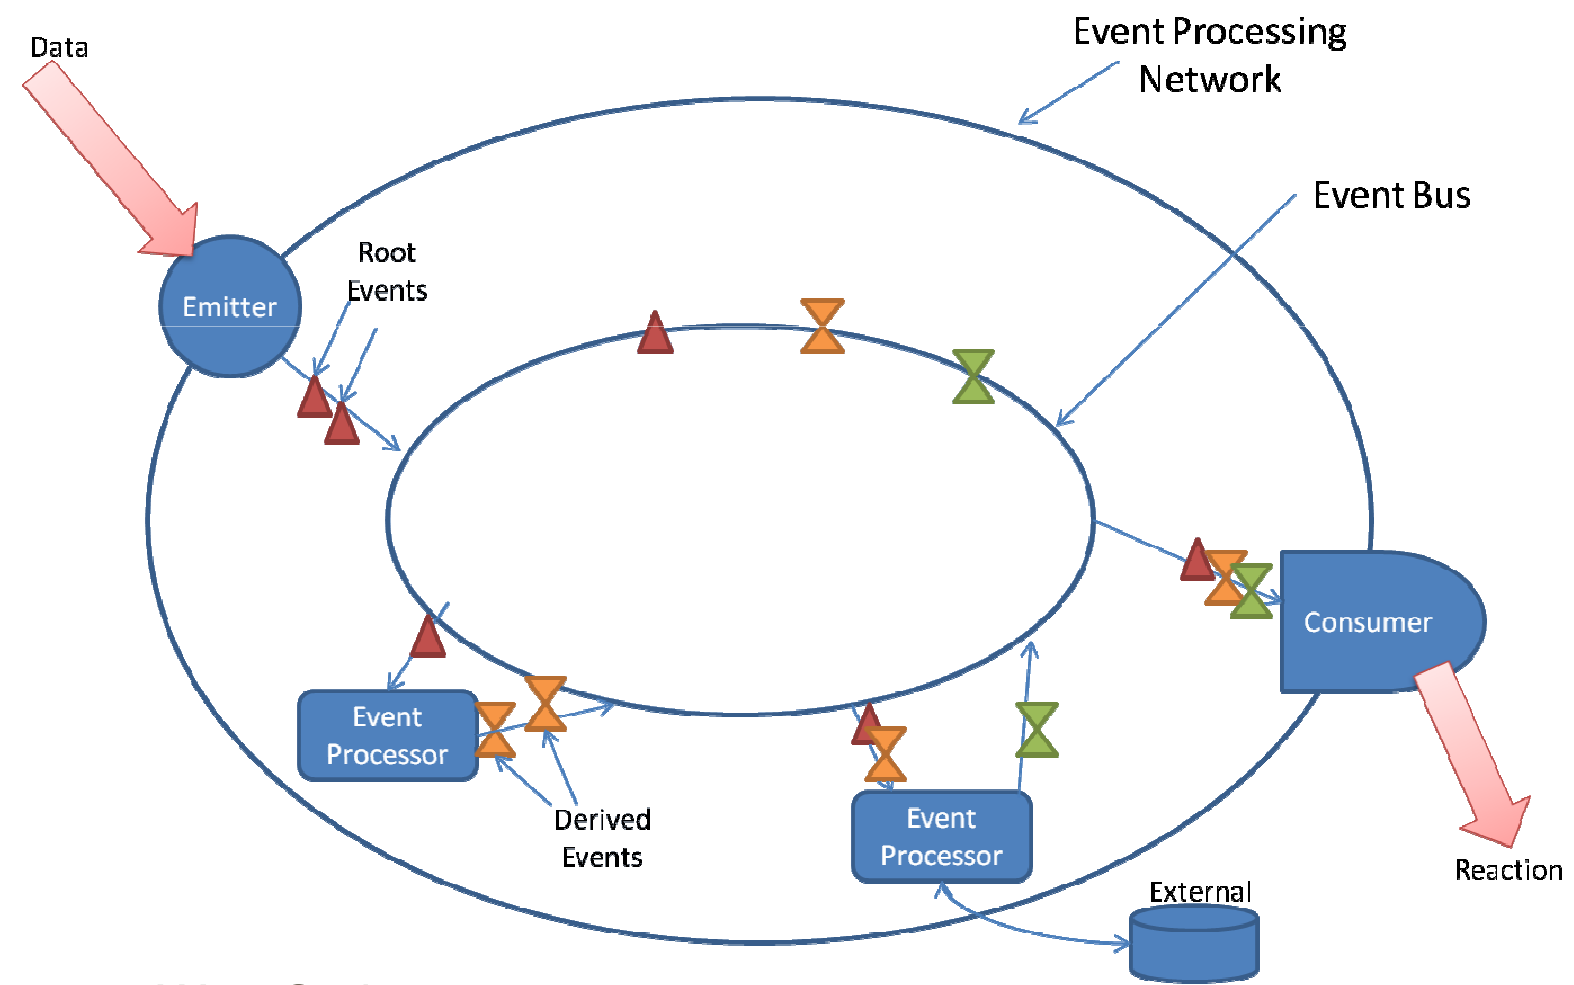 Event Processing
Network
Data
Event Bus
Root
Events
Emitter
Consumer
Event
Processor
Derived
Events
Event
Processor
Reaction
External